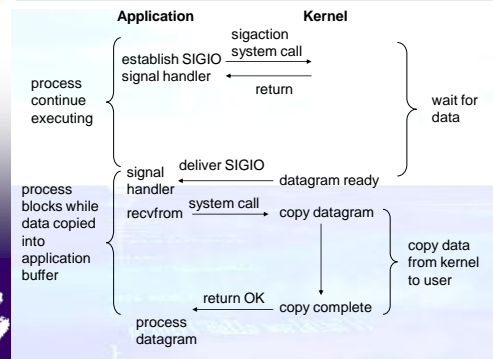 Application
Kernel
sigaction
system call
establish SIGIO
signal handler
return
process
continue
executing
wait for
data
deliver SIGIO
signal
handler
datagram ready
process
blocks while
data copied
into
application
buffer
recvfrom
system call
copy datagram
copy data
from kernel
to user
return OK
copy complete
process
datagram